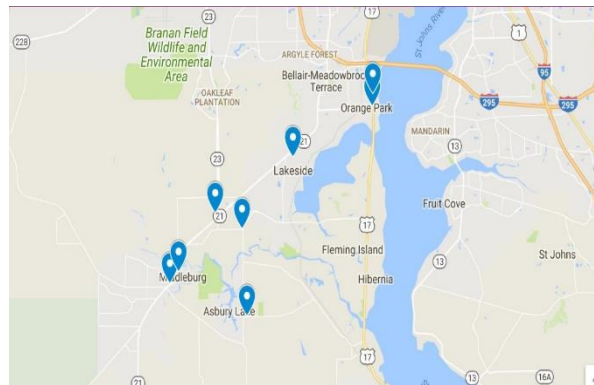 23
17
St Johns River
1
228
Branan Field
Wildlife and
Environmental
Area
ARGYLE FOREST
Bellair-Meadowbrook
Terrace
95
OAKLEAF
PLANTATION
295
295
Orange Park
MANDARIN
21
13
23
Lakeside
Fruit Cove
21
17
Fleming Island
St Johns
13
Middleburg
Hibernia
Asbury Lake
17
21
13
16A